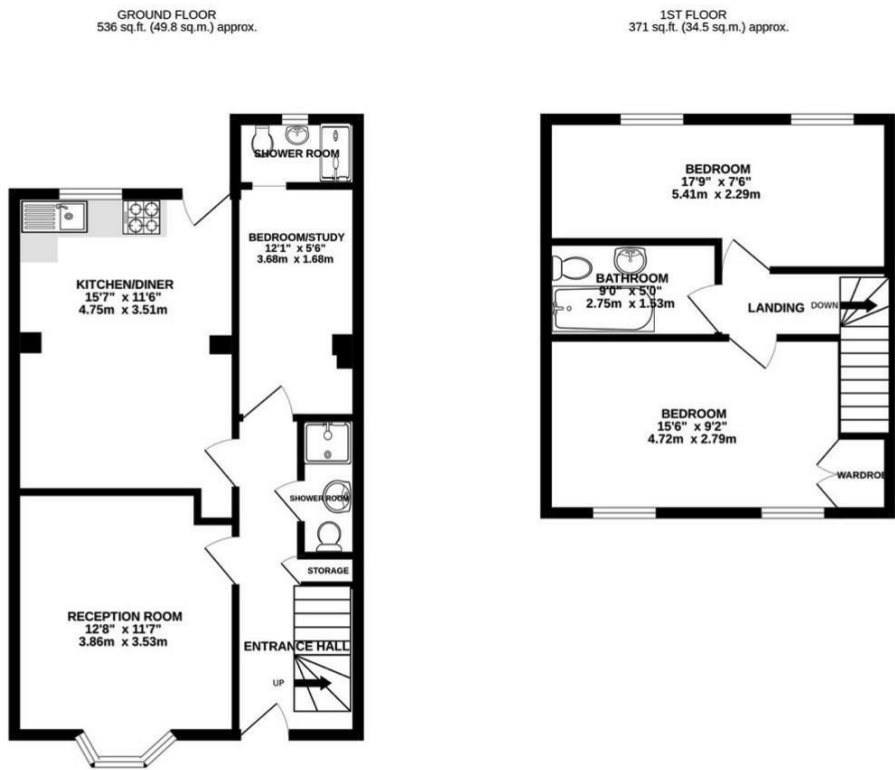 GROUND FLOOR
536 sq.ft. (49.8 sq.m.) approx.
SHOWER ROOM
BEDROOM/STUDY
12'1" x 5'6"
3.68m x 1.68m
KITCHEN/DINER
15'7" x 11'6"
4.75m x 3.51m
SHOWER ROOM
STORAGE
RECEPTION ROOM
12'8" x 11'7"
3.86m x 3.53m
ENTRANCE HALL
UP
1ST FLOOR
371 sq.ft. (34.5 sq.m.) approx.
BEDROOM
17'9" x 7'6"
5.41m x 2.29m
BATHROOM
9'0" x 5'0"
2.75m x 1.53m
LANDING
DOWN
BEDROOM
15'6" x 9'2"
4.72m x 2.79m
WARDROB